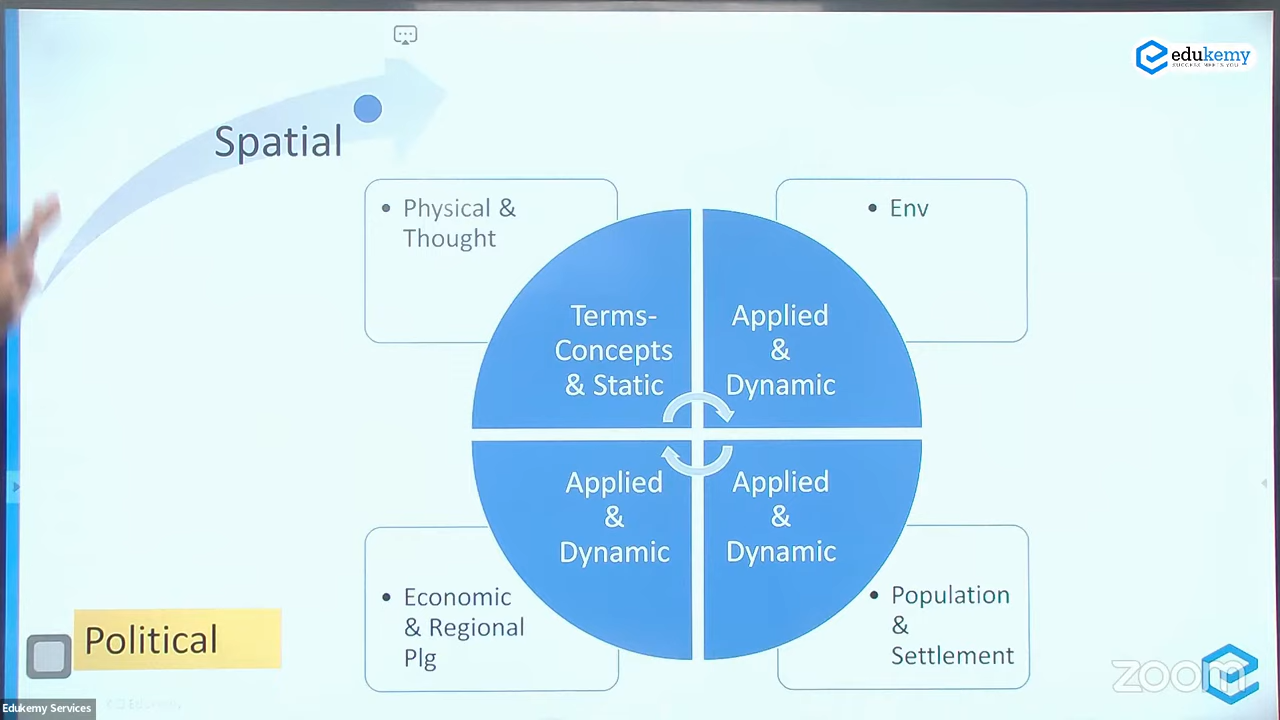 edukemy
Spatial
• Physical &
Thought
• Env
Terms-
Concepts
& Static
Applied
&
Dynamic
Applied
&
Dynamic
Applied
&
Dynamic
• Economic
& Regional
Plg
• Population
&
Settlement
Political
zoom
Edukemy Services
Edukemy